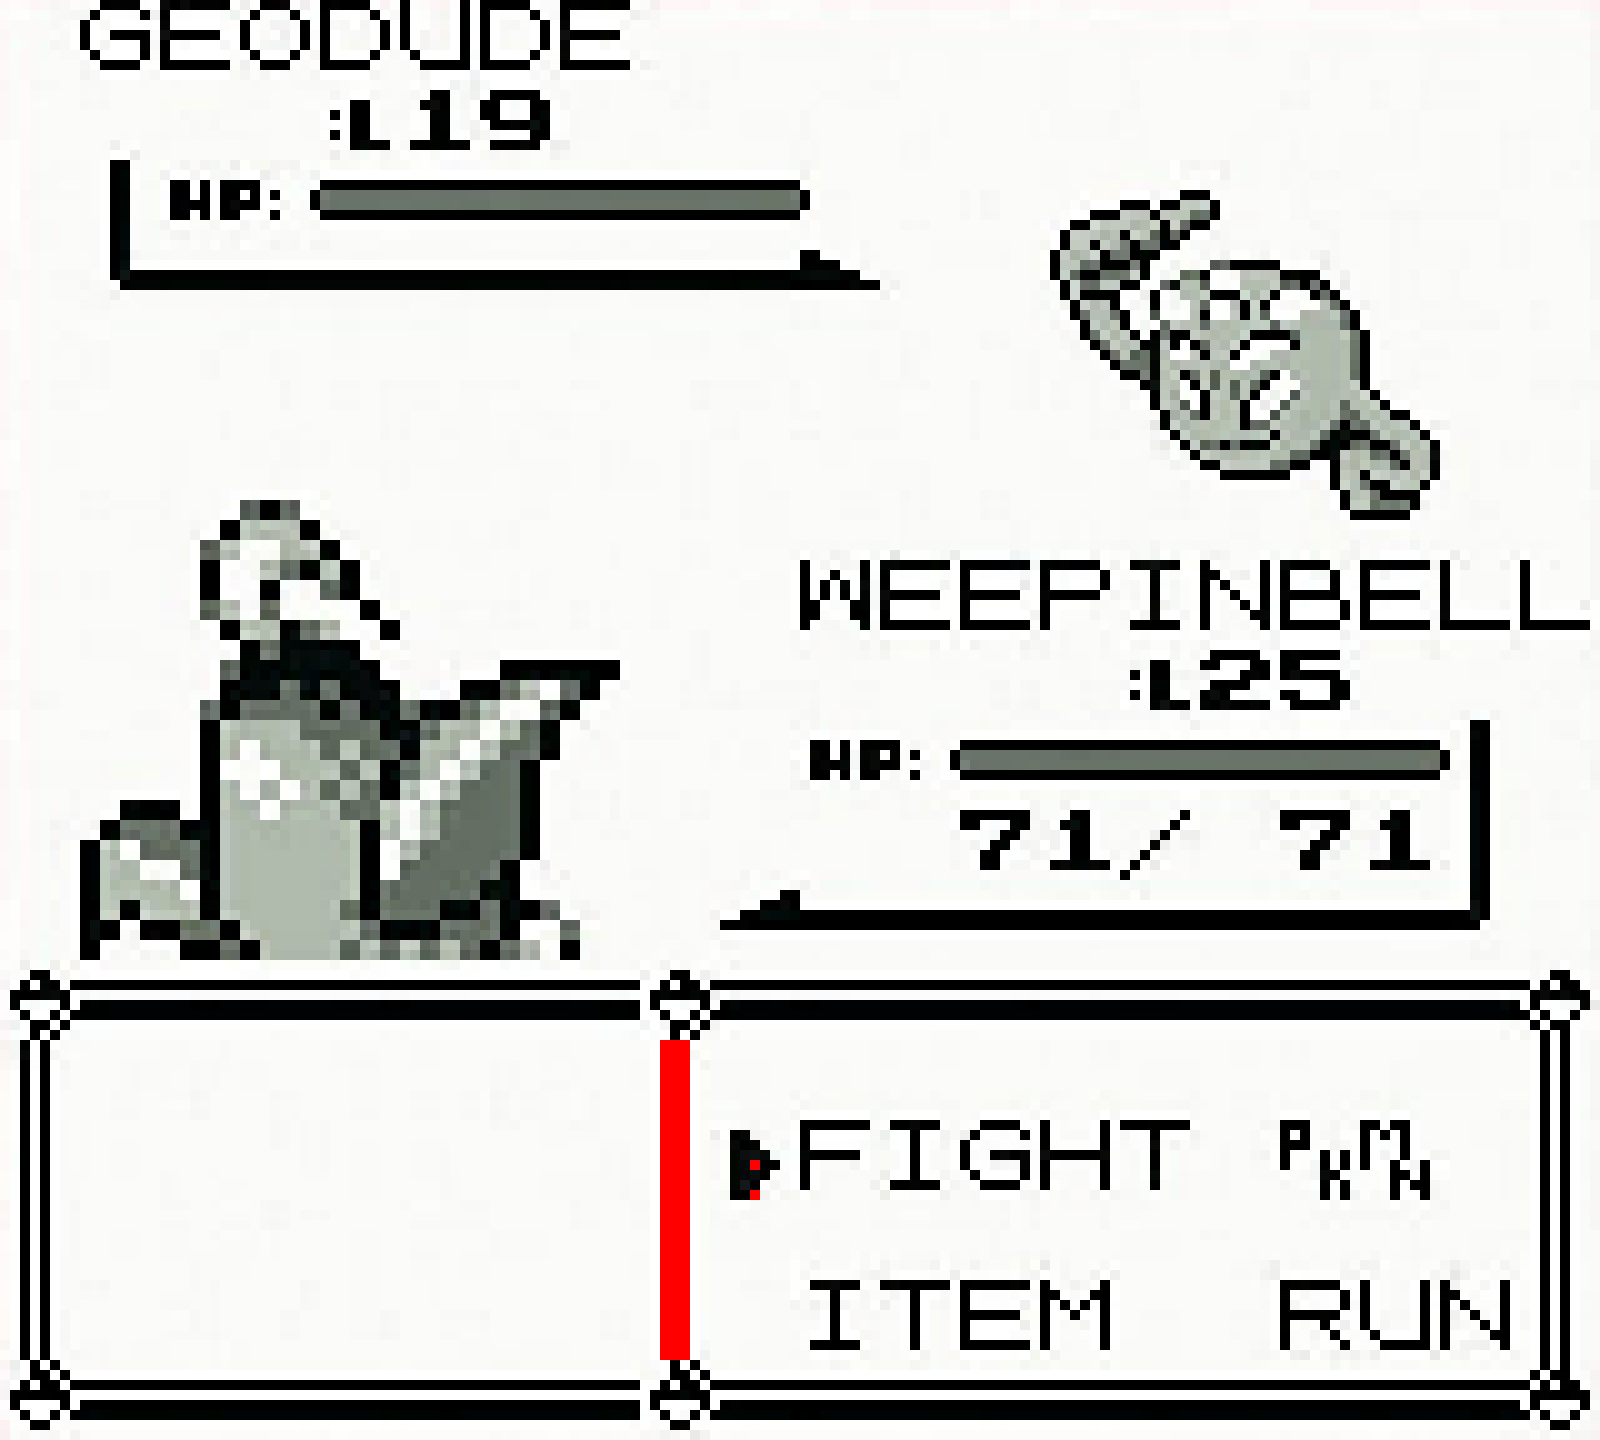 GEODUDE
:L19
HP:
WEEPINBELL
:L25
HP:
71/ 71
▶FIGHT PKMN
ITEM RUN